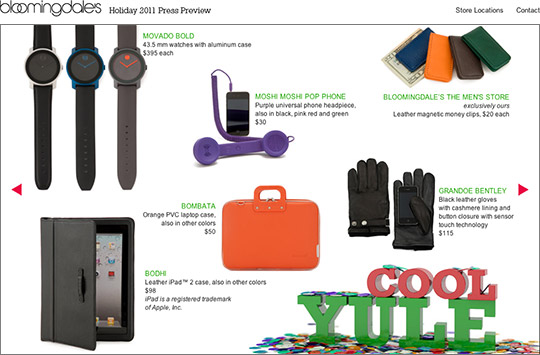 bloomingdale's Holiday 2011 Press Preview
Store Locations Contact
MOVADO BOLD
43.5 mm watches with aluminum case
$395 each
MOSHI MOSHI POP PHONE
Purple universal phone headpiece,
also in black, pink red and green
$30
BLOOMINGDALE'S THE MEN'S STORE
exclusively ours
Leather magnetic money clips, $20 each
BOMBATA
Orange PVC laptop case,
also in other colors
$50
GRANDOE BENTLEY
Black leather gloves
with cashmere lining and
button closure with sensor
touch technology
$115
BODHI
Leather iPad™ 2 case, also in other colors
$98
iPad is a registered trademark
of Apple, Inc.
COOL
YULE